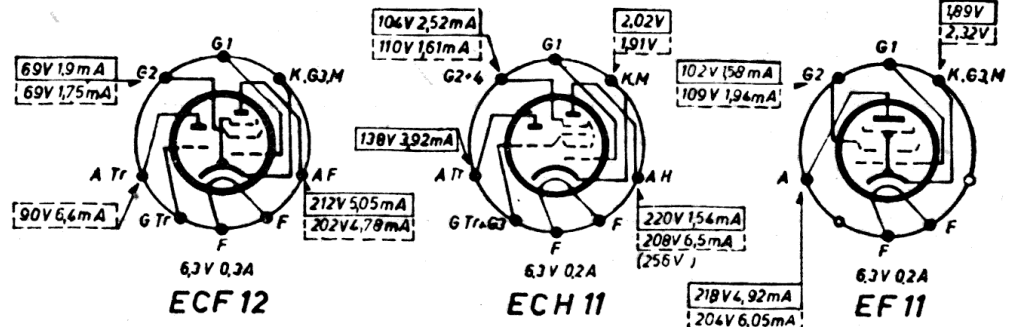 69V 1,9mA
69V 1,75mA
G2
G1
K,G3,M
A Tr
90V 6,4mA
G Tr
F
F
A F
212V 5,05mA
202V 4,78mA
6,3V 0,3A
ECF 12
104V 2,52mA
110V 1,61mA
G2+4
G1
2,02V
1,91V
K,M
138V 3,92mA
A Tr
G Tr+G3
F
F
A H
220V 1,54mA
208V 6,5mA
(256V)
6,3V 0,2A
ECH 11
1,89V
2,32V
102V 1,58mA
109V 1,94mA
G2
G1
K,G3,M
A
F
F
6,3V 0,2A
218V 4,92mA
204V 6,05mA
EF 11